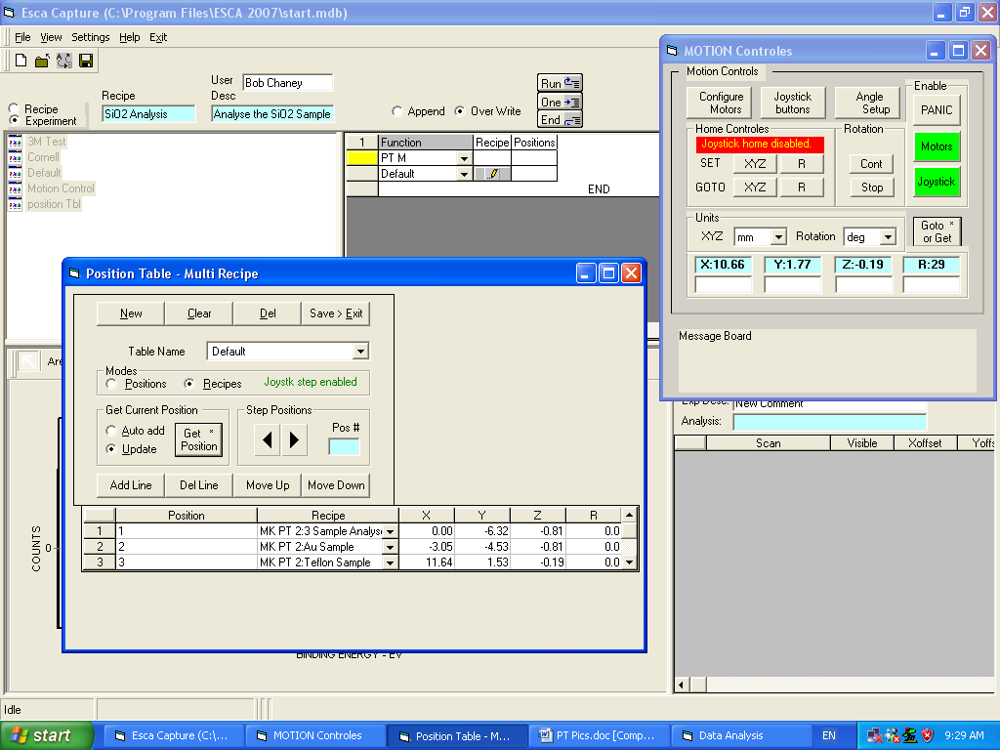 Esca Capture (C:\Program Files\ESCA 2007\start.mdb)
File View Settings Help Exit
User Bob Chaney
Recipe
Experiment
Recipe
Desc
SiO2 Analysis
Analyse the SiO2 Sample
Append
Over Write
Run
One
End
3M Test
Cornell
Default
Motion Control
position Tbl
1 Function Recipe Positions
PT M
Default
END
MOTION Controles
Motion Controls
Configure Motors
Joystick buttons
Angle Setup
Enable
PANIC
Motors
Joystick
Home Controles
Joystick home disabled.
SET XYZ R
GOTO XYZ R
Rotation
Cont
Stop
Units
XYZ mm Rotation deg
Goto *
or Get
X:10.66 Y:1.77 Z:-0.19 R:29
Message Board
Position Table - Multi Recipe
New Clear Del Save > Exit
Table Name Default
Modes
Positions Recipes Joystk step enabled
Get Current Position
Auto add
Update
Get *
Position
Step Positions
Pos #
Add Line Del Line Move Up Move Down
Position Recipe X Y Z R
1 1 MK PT 2:3 Sample Analys 0.00 -6.32 -0.81 0.0
2 2 MK PT 2:Au Sample -3.05 -4.53 -0.81 0.0
3 3 MK PT 2:Teflon Sample 11.64 1.53 -0.19 0.0
Are
COUNTS
0
BINDING ENERGY - EV
Exp Desc: New Comment
Analysis:
Scan Visible Xoffset Yoffs
Idle
start
Esca Capture (C:\...
MOTION Controles
Position Table - M...
PT Pics.doc [Comp...
Data Analysis
EN
9:29 AM